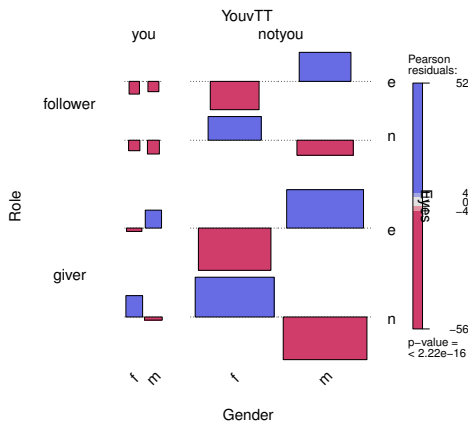 YouvTT
you notyou
Pearson
residuals:
52
follower e
n
4
0
−4
Role
e
giver
n
−56
p−value =
< 2.22e−16
f m f m
Gender